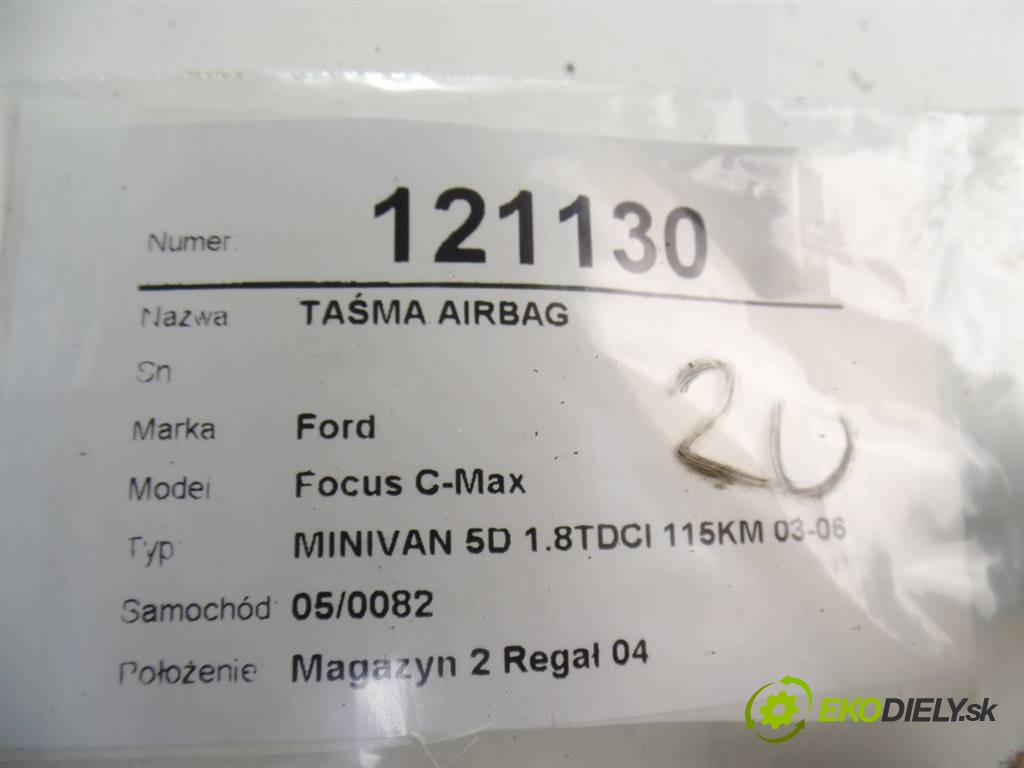 Numer: 121130
Nazwa TAŚMA AIRBAG
Sn
Marka Ford
Model Focus C-Max
Typ MINIVAN 5D 1.8TDCI 115KM 03-06
Samochód 05/0082
Położenie Magazyn 2 Regał 04
20
EKODIELY.sk